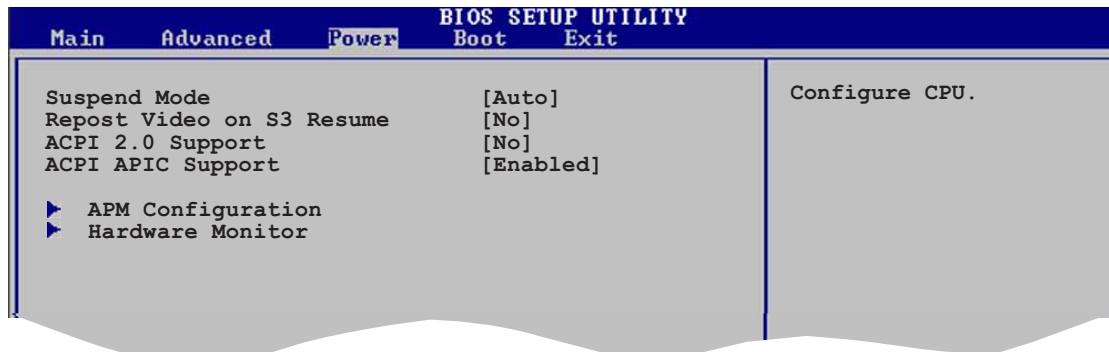 BIOS SETUP UTILITY
Main Advanced Power Boot Exit
Suspend Mode [Auto]
Repost Video on S3 Resume [No]
ACPI 2.0 Support [No]
ACPI APIC Support [Enabled]
APM Configuration
Hardware Monitor
Configure CPU.